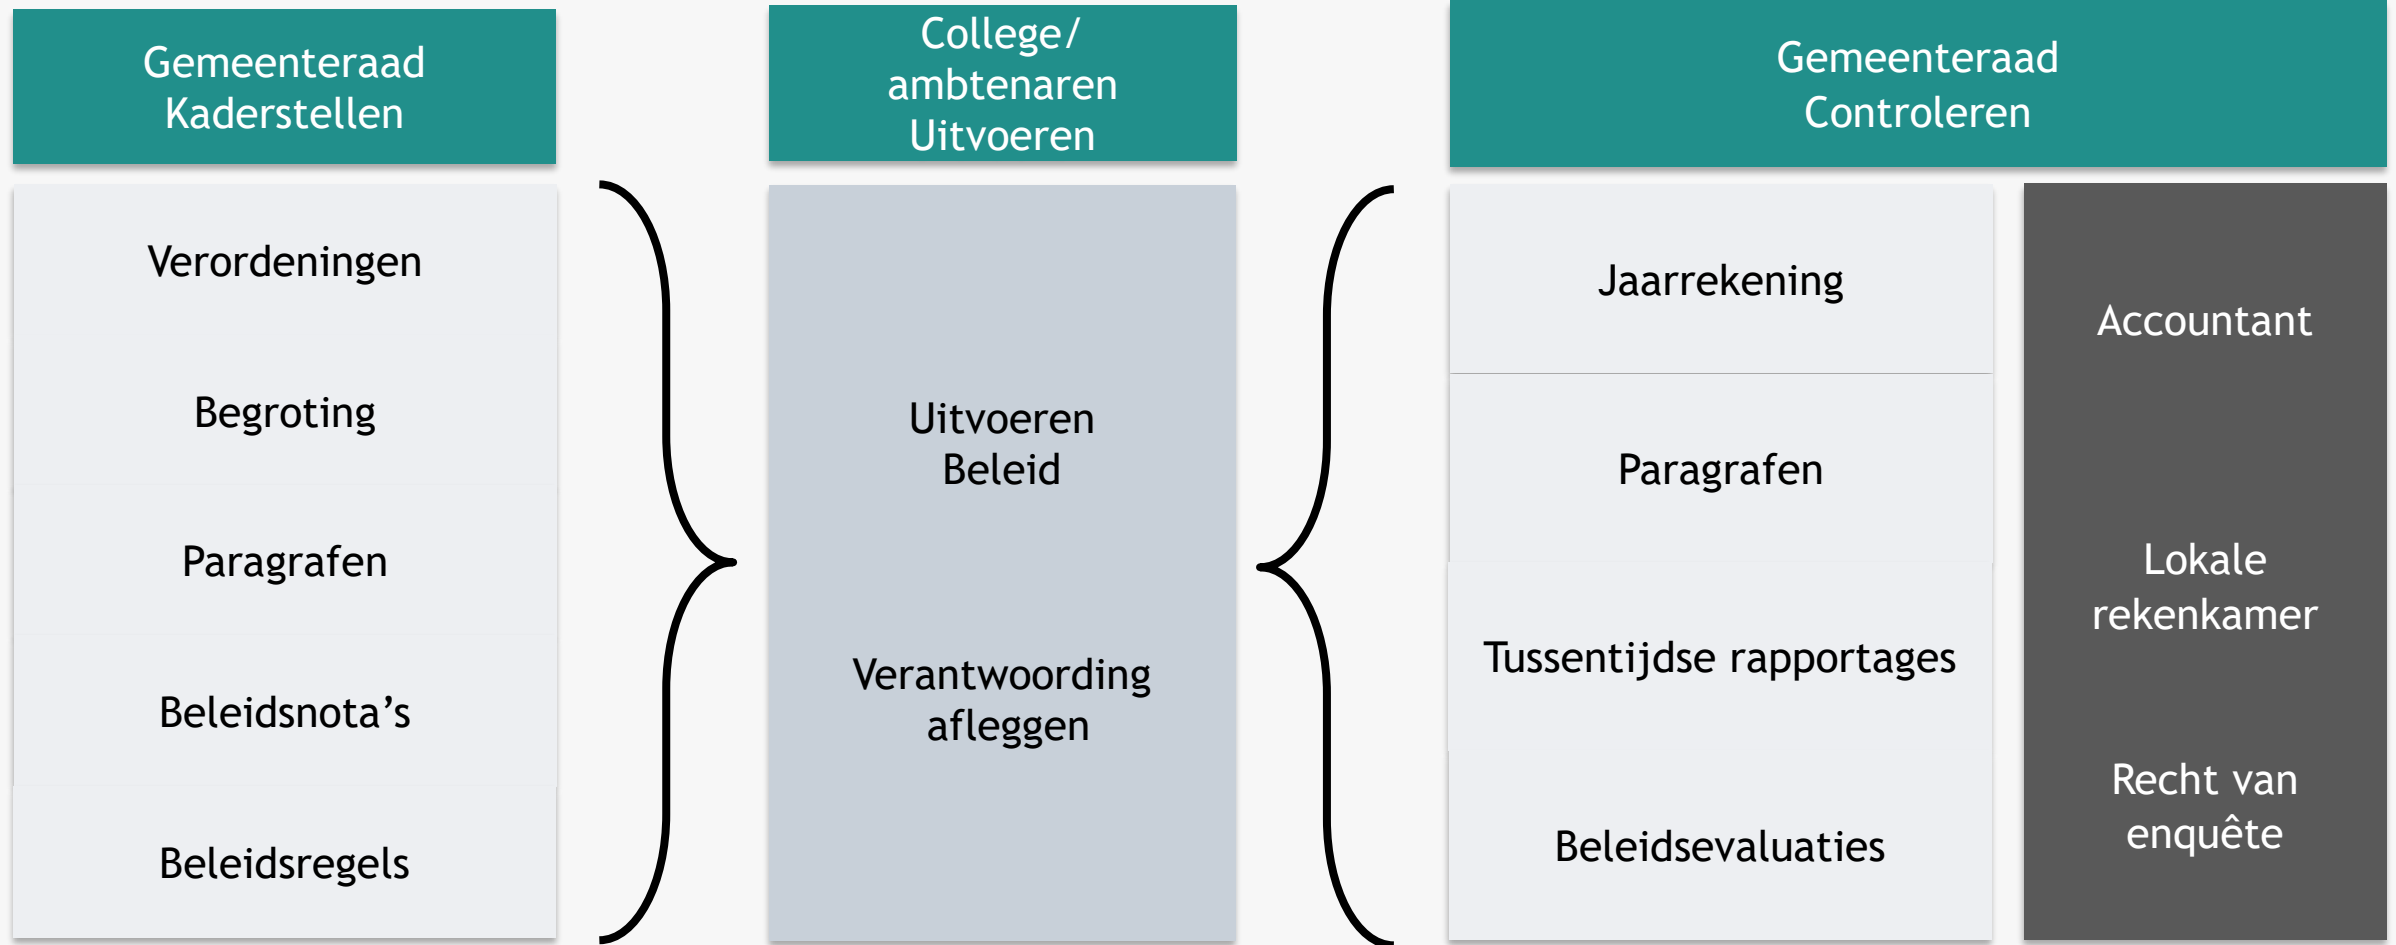 Gemeenteraad
Kaderstellen
Verordeningen
Begroting
Paragrafen
Beleidsnota’s
Beleidsregels
College/
ambtenaren
Uitvoeren
Uitvoeren
Beleid
Verantwoording
afleggen
Gemeenteraad
Controleren
Jaarrekening
Paragrafen
Tussentijdse rapportages
Beleidsevaluaties
Accountant
Lokale
rekenkamer
Recht van
enquête